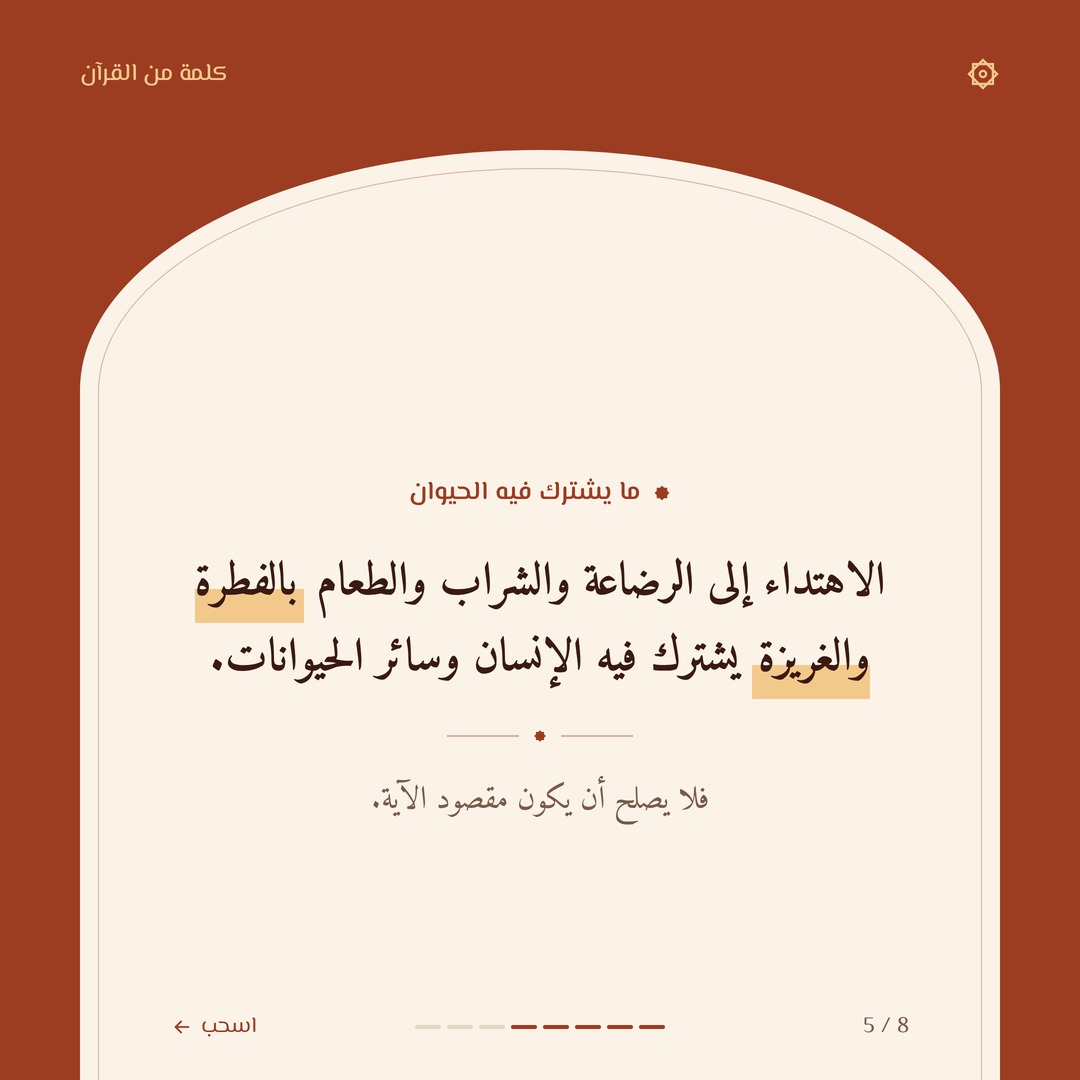 كلمة من القرآن
ما يشترك فيه الحيوان
الاهتداء إلى الرضاعة والشراب والطعام بالفطرة
والغريزة يشترك فيه الإنسان وسائر الحيوانات.
فلا يصلح أن يكون مقصود الآية.
5 / 8
اسحب ←